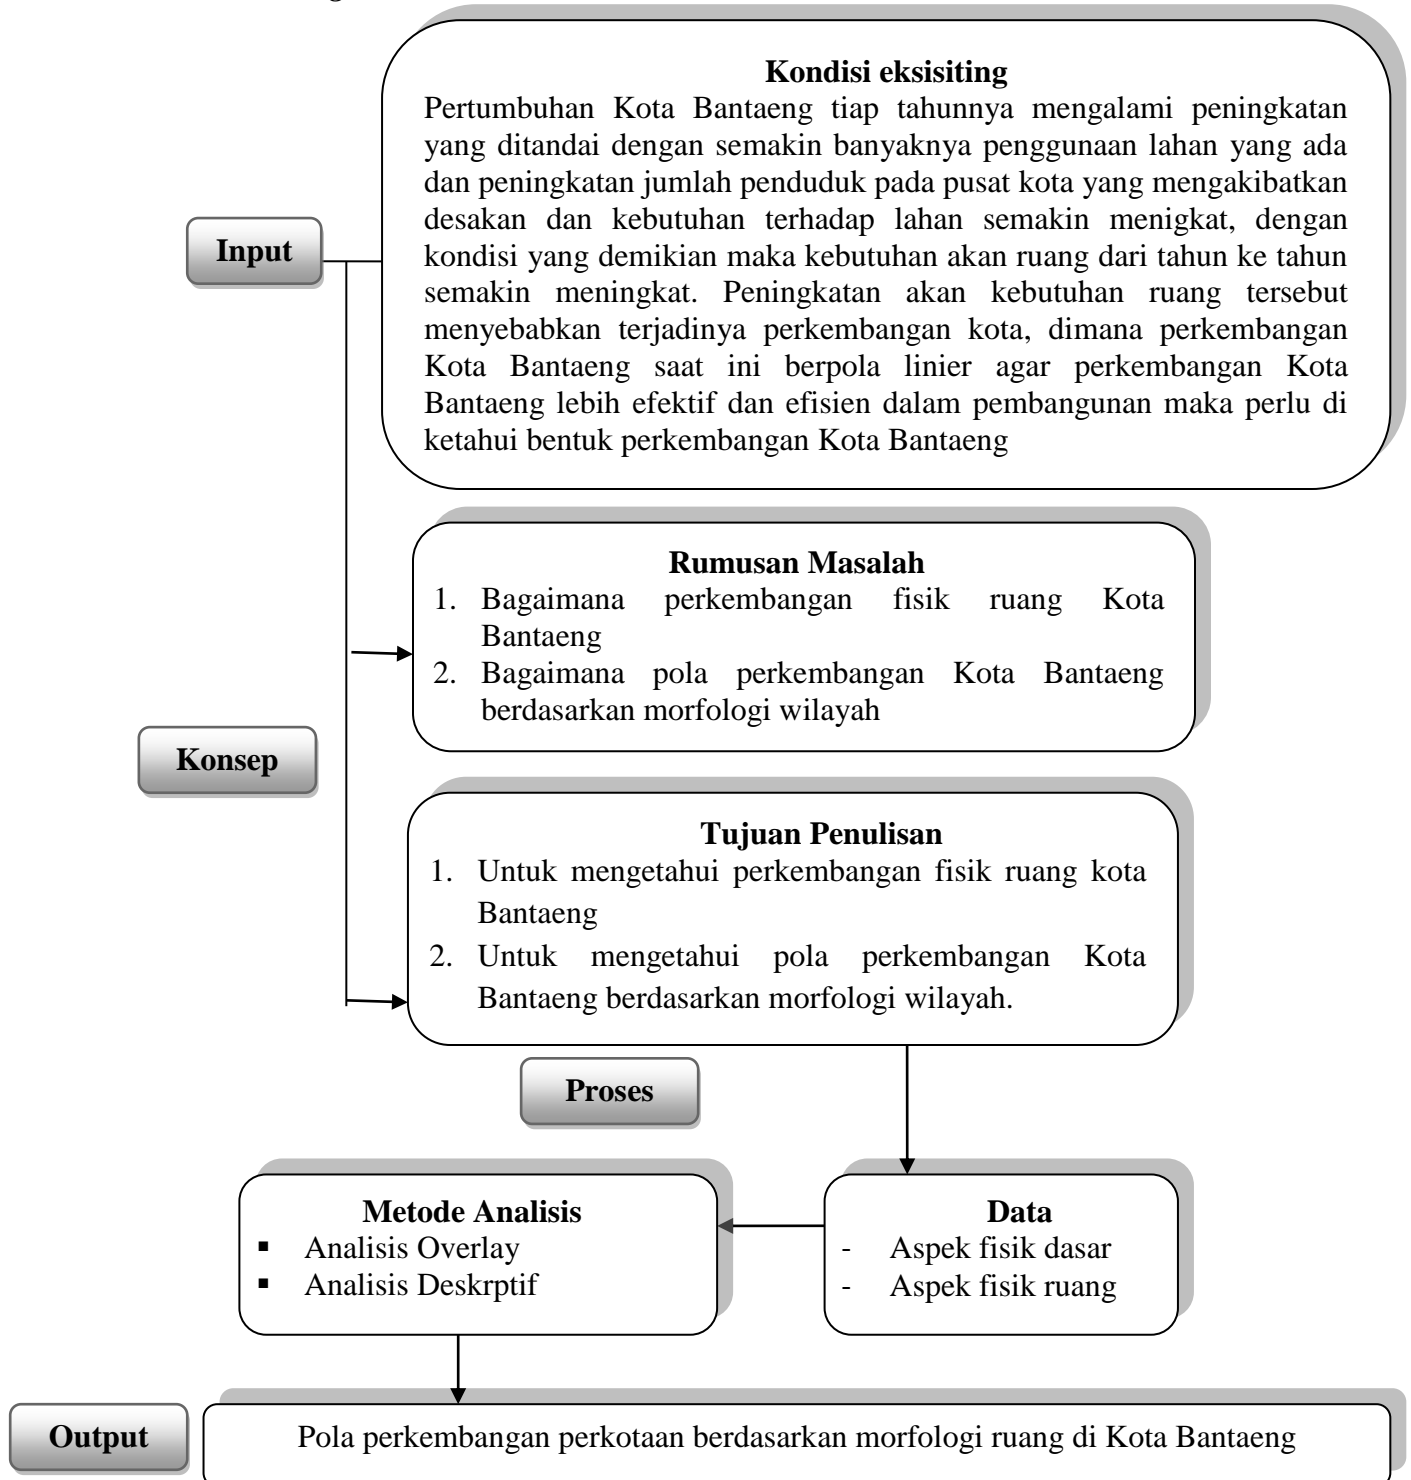 Kondisi eksisiting
Pertumbuhan Kota Bantaeng tiap tahunnya mengalami peningkatan
yang ditandai dengan semakin banyaknya penggunaan lahan yang ada
dan peningkatan jumlah penduduk pada pusat kota yang mengakibatkan
desakan dan kebutuhan terhadap lahan semakin menigkat, dengan
kondisi yang demikian maka kebutuhan akan ruang dari tahun ke tahun
semakin meningkat. Peningkatan akan kebutuhan ruang tersebut
menyebabkan terjadinya perkembangan kota, dimana perkembangan
Kota Bantaeng saat ini berpola linier agar perkembangan Kota
Bantaeng lebih efektif dan efisien dalam pembangunan maka perlu di
ketahui bentuk perkembangan Kota Bantaeng
Input
Rumusan Masalah
1. Bagaimana perkembangan fisik ruang Kota
Bantaeng
2. Bagaimana pola perkembangan Kota Bantaeng
berdasarkan morfologi wilayah
Konsep
Tujuan Penulisan
1. Untuk mengetahui perkembangan fisik ruang kota
Bantaeng
2. Untuk mengetahui pola perkembangan Kota
Bantaeng berdasarkan morfologi wilayah.
Proses
Metode Analisis
▪ Analisis Overlay
▪ Analisis Deskrptif
Data
- Aspek fisik dasar
- Aspek fisik ruang
Output
Pola perkembangan perkotaan berdasarkan morfologi ruang di Kota Bantaeng